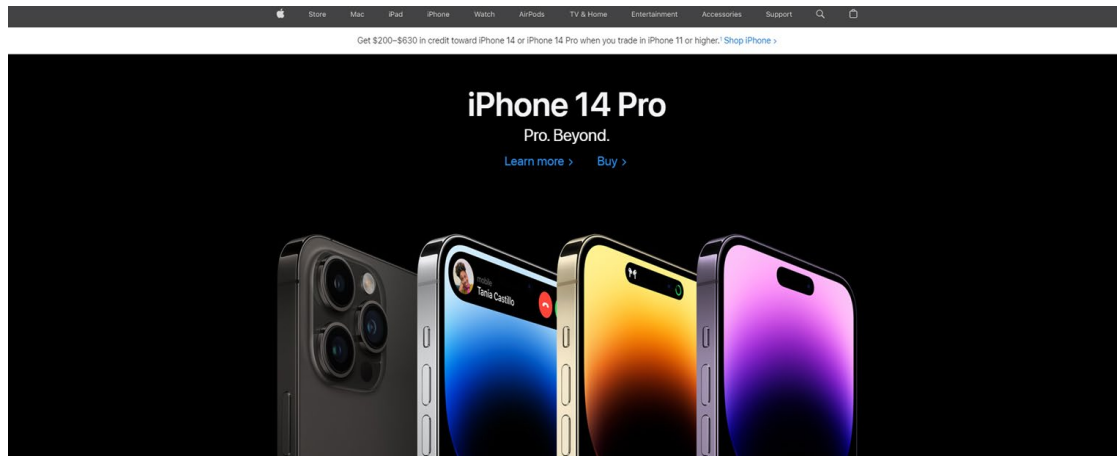 Store Mac iPad iPhone Watch AirPods TV & Home Entertainment Accessories Support
Get $200–$630 in credit toward iPhone 14 or iPhone 14 Pro when you trade in iPhone 11 or higher.¹ Shop iPhone >
iPhone 14 Pro
Pro. Beyond.
Learn more > Buy >
mobile
Tania Castillo